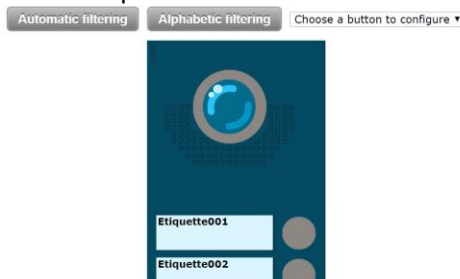 Automatic filtering Alphabetic filtering Choose a button to configure
Etiquette001
Etiquette002